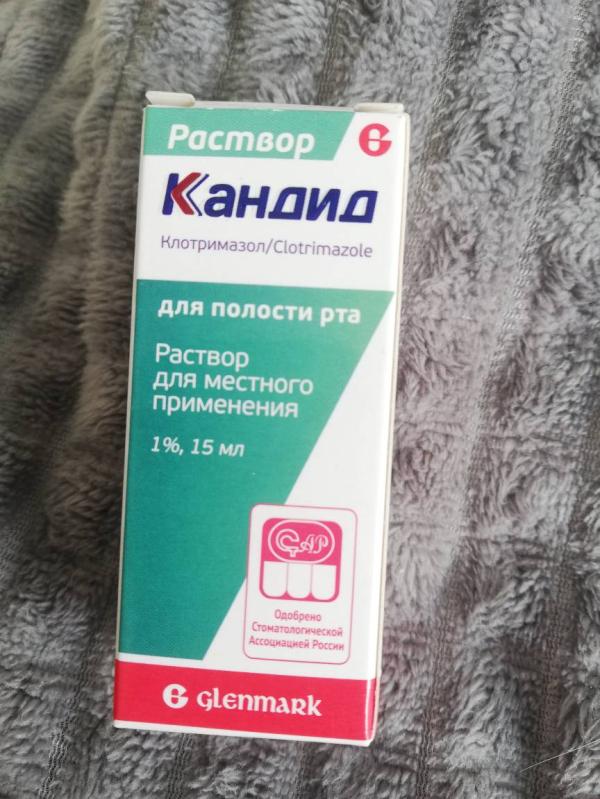 Раствор
Кандид
Клотримазол/Clotrimazole
для полости рта
Раствор
для местного
применения
1%, 15 мл
САР
Одобрено
Стоматологической
Ассоциацией России
Glenmark